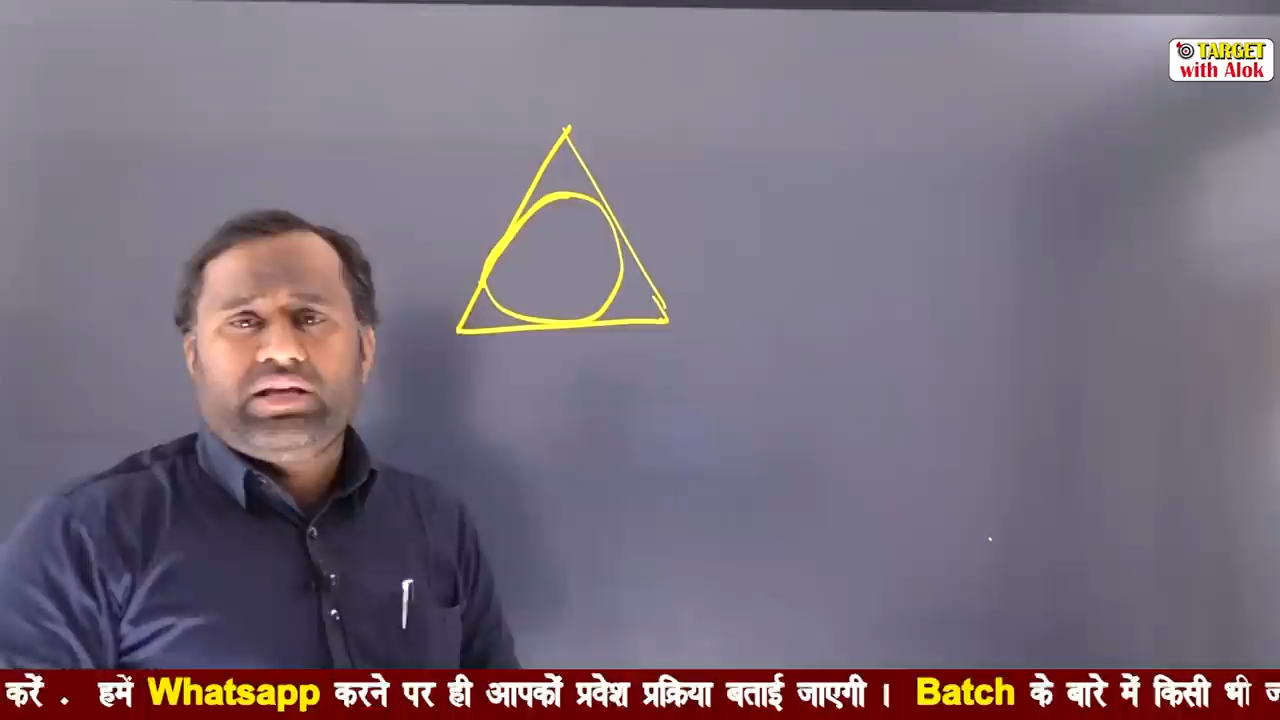 TARGET
with Alok
करें . हमें Whatsapp करने पर ही आपकों प्रवेश प्रक्रिया बताई जाएगी । Batch के बारे में किसी भी